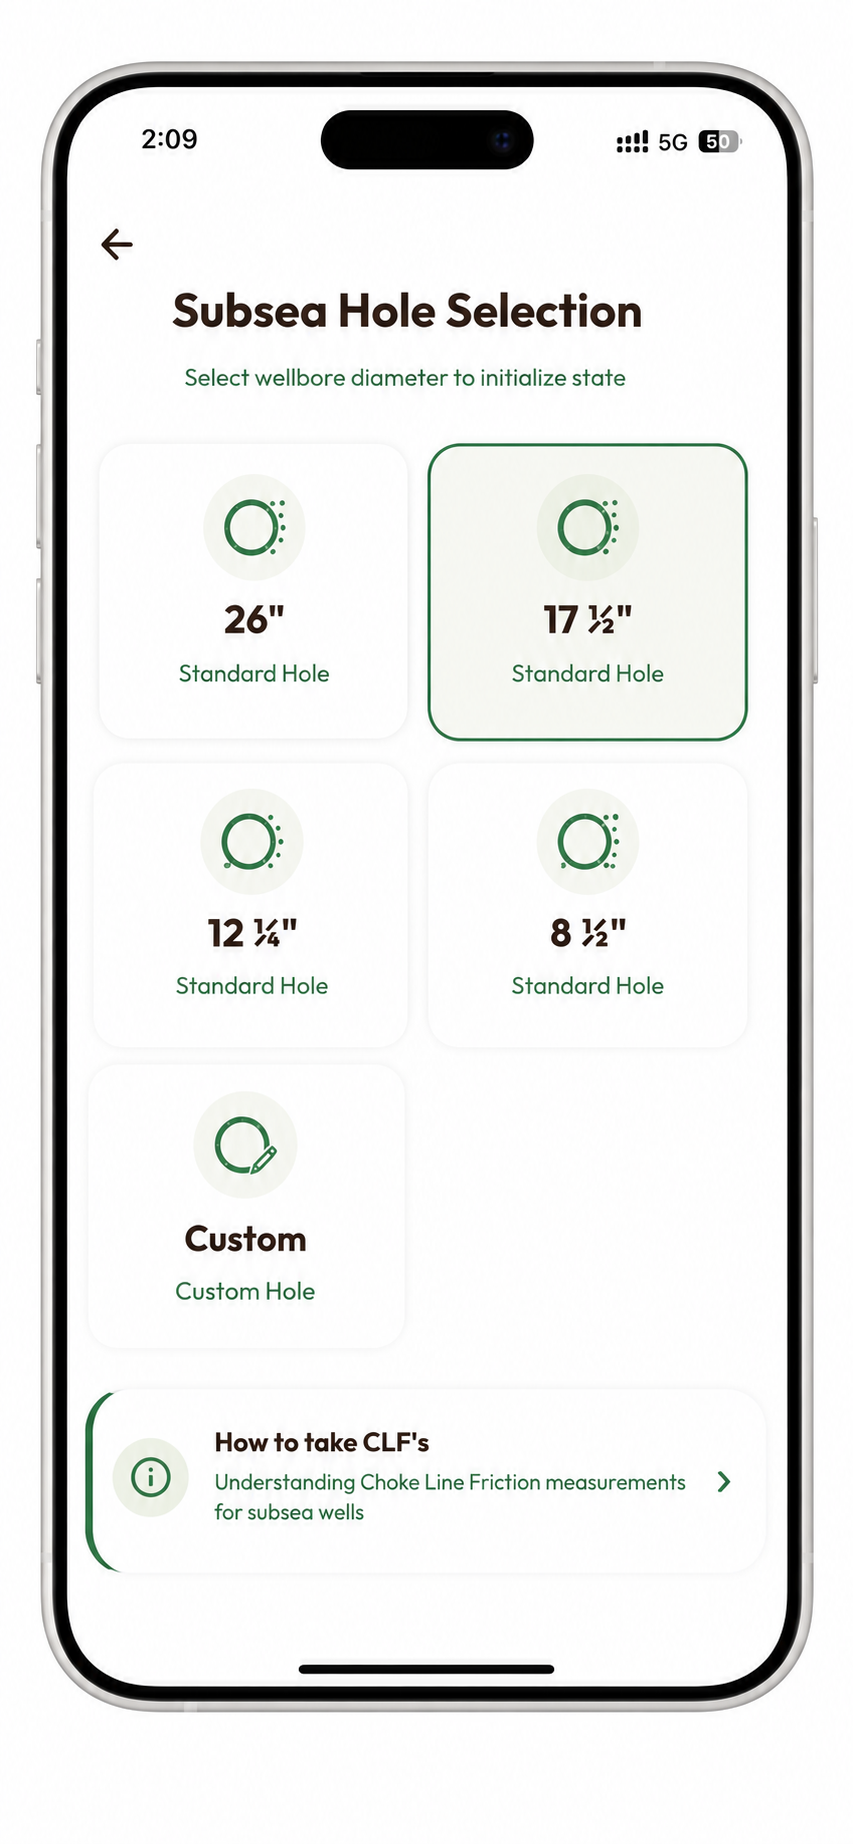 2:09
5G
50
Subsea Hole Selection
Select wellbore diameter to initialize state
26"
Standard Hole
17 ½"
Standard Hole
12 ¼"
Standard Hole
8 ½"
Standard Hole
Custom
Custom Hole
How to take CLF's
Understanding Choke Line Friction measurements
for subsea wells